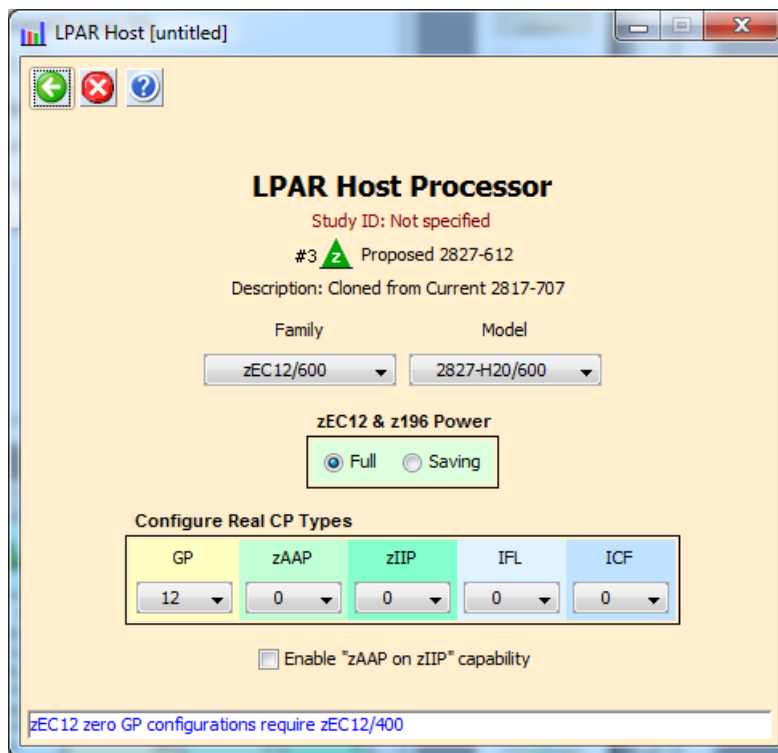 LPAR Host [untitled]
LPAR Host Processor
Study ID: Not specified
#3 z Proposed 2827-612
Description: Cloned from Current 2817-707
Family Model
zEC12/600 2827-H20/600
zEC12 & z196 Power
Full Saving
Configure Real CP Types
GP zAAP zIIP IFL ICF
12 0 0 0 0
Enable "zAAP on zIIP" capability
zEC12 zero GP configurations require zEC12/400